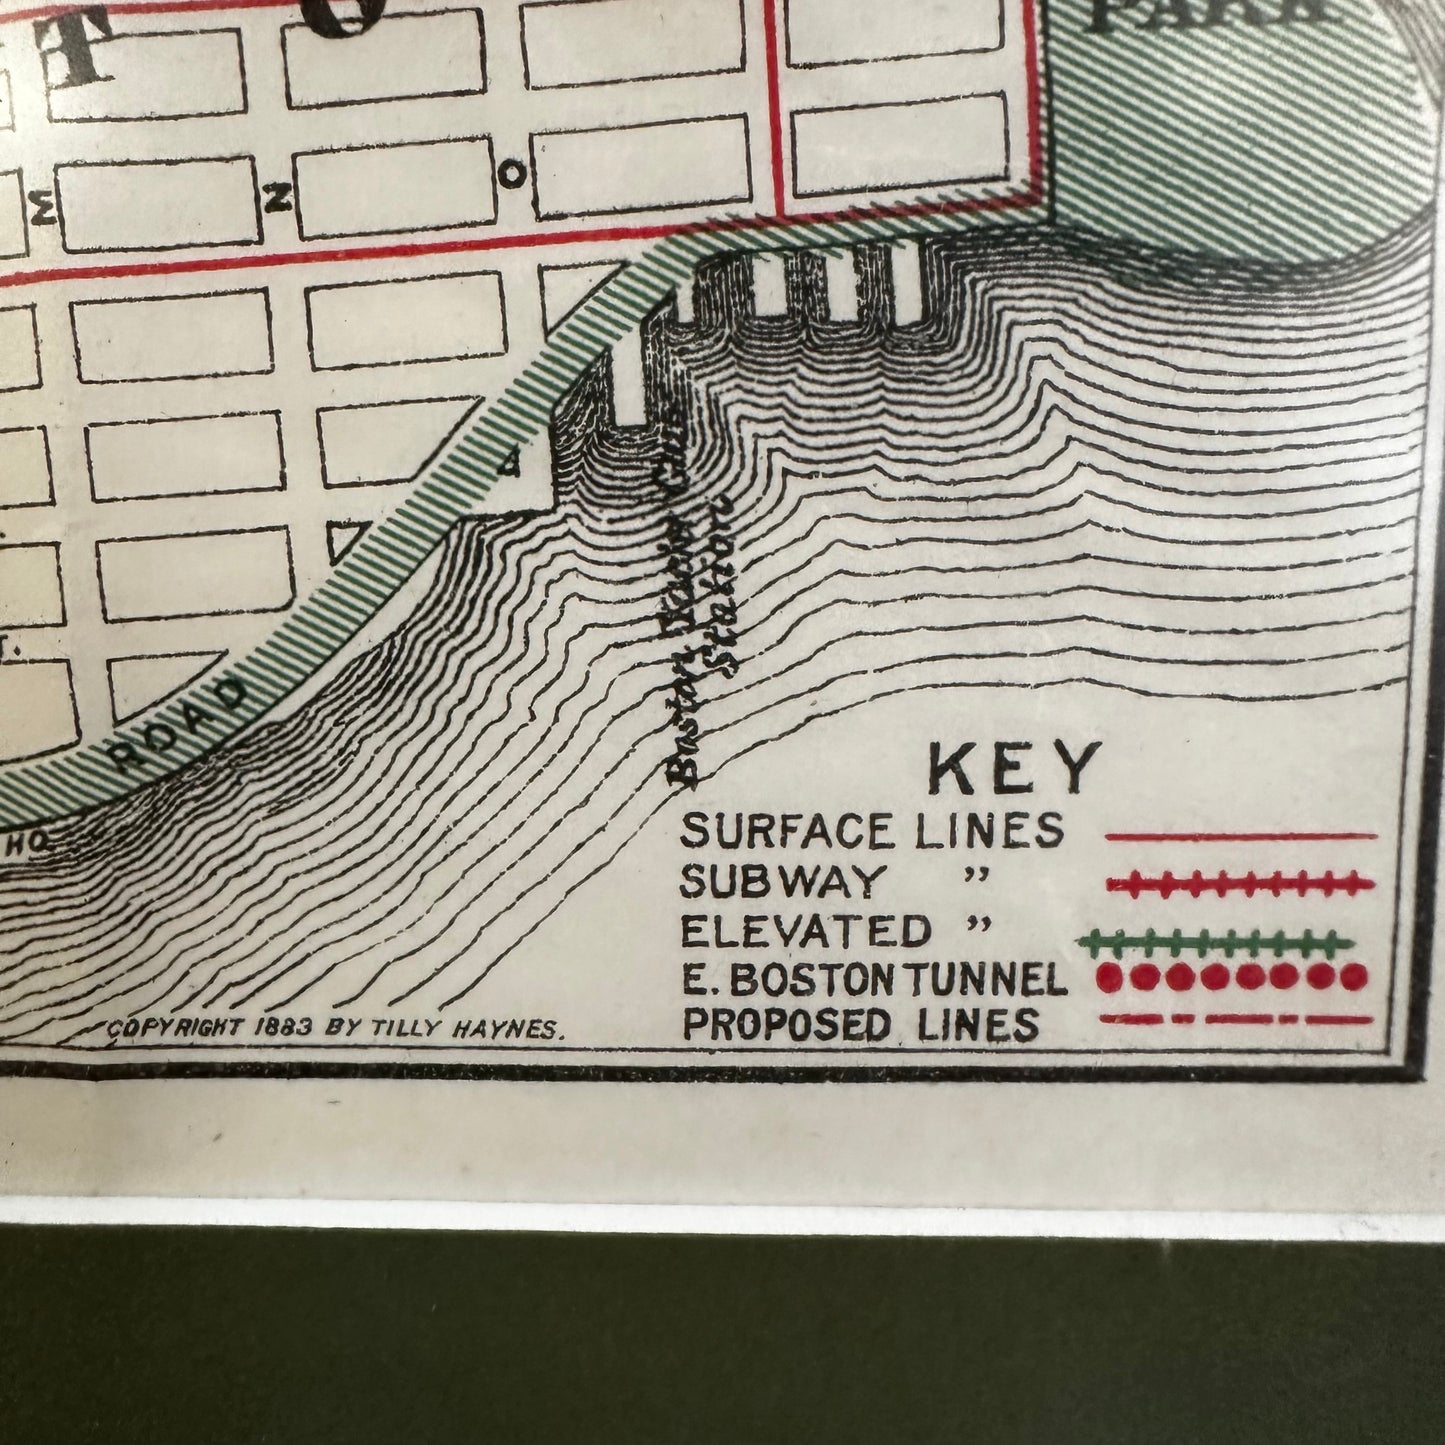 T O
PARK
M
N
O
Boston Yacht Club
Station
ROAD
T.
HO
KEY
SURFACE LINES
SUBWAY ”
ELEVATED ”
E. BOSTON TUNNEL
PROPOSED LINES
COPYRIGHT 1883 BY TILLY HAYNES.